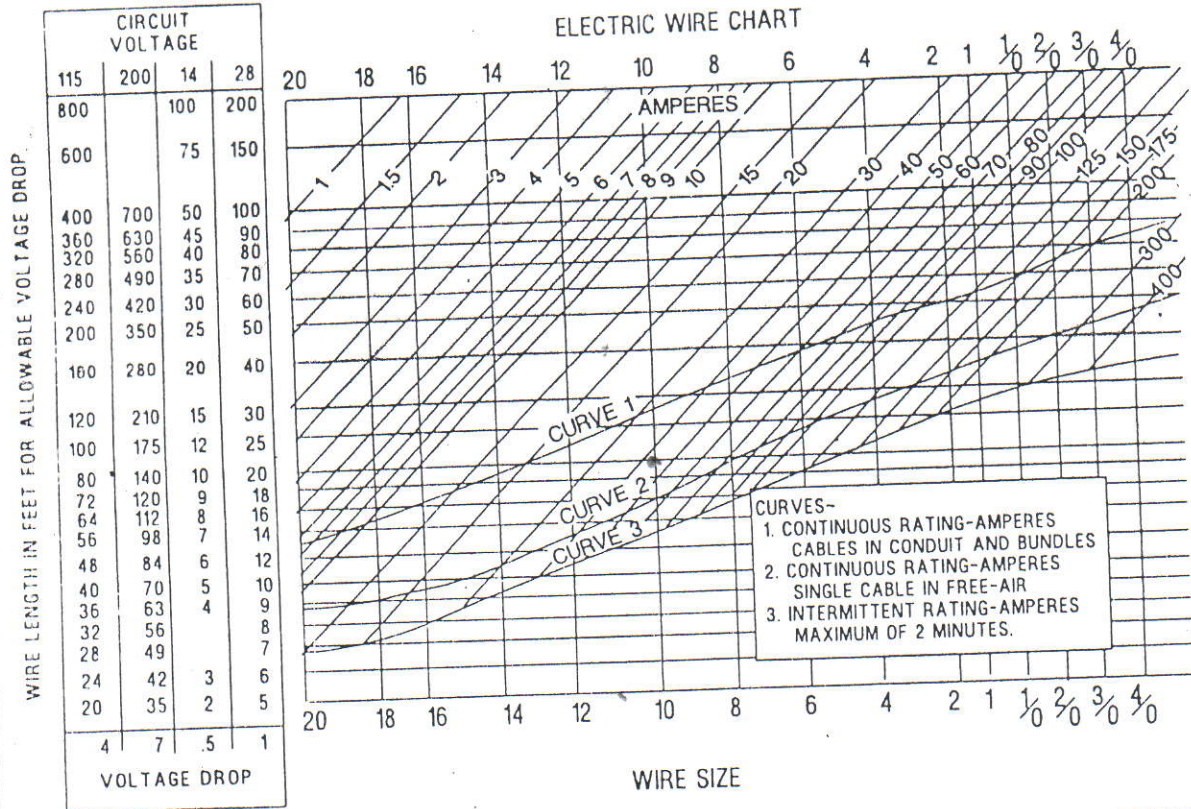 ELECTRIC WIRE CHART
CIRCUIT
VOLTAGE
115 200 14 28
800 100 200
600 75 150
400 700 50 100
360 630 45 90
320 560 40 80
280 490 35 70
240 420 30 60
200 350 25 50
160 280 20 40
120 210 15 30
100 175 12 25
80 140 10 20
72 120 9 18
64 112 8 16
56 98 7 14
48 84 6 12
40 70 5 10
36 63 4 9
32 56 8
28 49 7
24 42 3 6
20 35 2 5
4 7 .5 1
VOLTAGE DROP
WIRE LENGTH IN FEET FOR ALLOWABLE VOLTAGE DROP.
20 18 16 14 12 10 8 6 4 2 1 1/0 2/0 3/0 4/0
AMPERES
1 1.5 2 3 4 5 6 7 8 9 10 15 20 30 40 50 60 70 80 90 100 125 150 175 200 300 400
CURVE 1
CURVE 2
CURVE 3
CURVES~
1. CONTINUOUS RATING-AMPERES
CABLES IN CONDUIT AND BUNDLES
2. CONTINUOUS RATING-AMPERES
SINGLE CABLE IN FREE-AIR
3. INTERMITTENT RATING-AMPERES
MAXIMUM OF 2 MINUTES.
20 18 16 14 12 10 8 6 4 2 1 1/0 2/0 3/0 4/0
WIRE SIZE